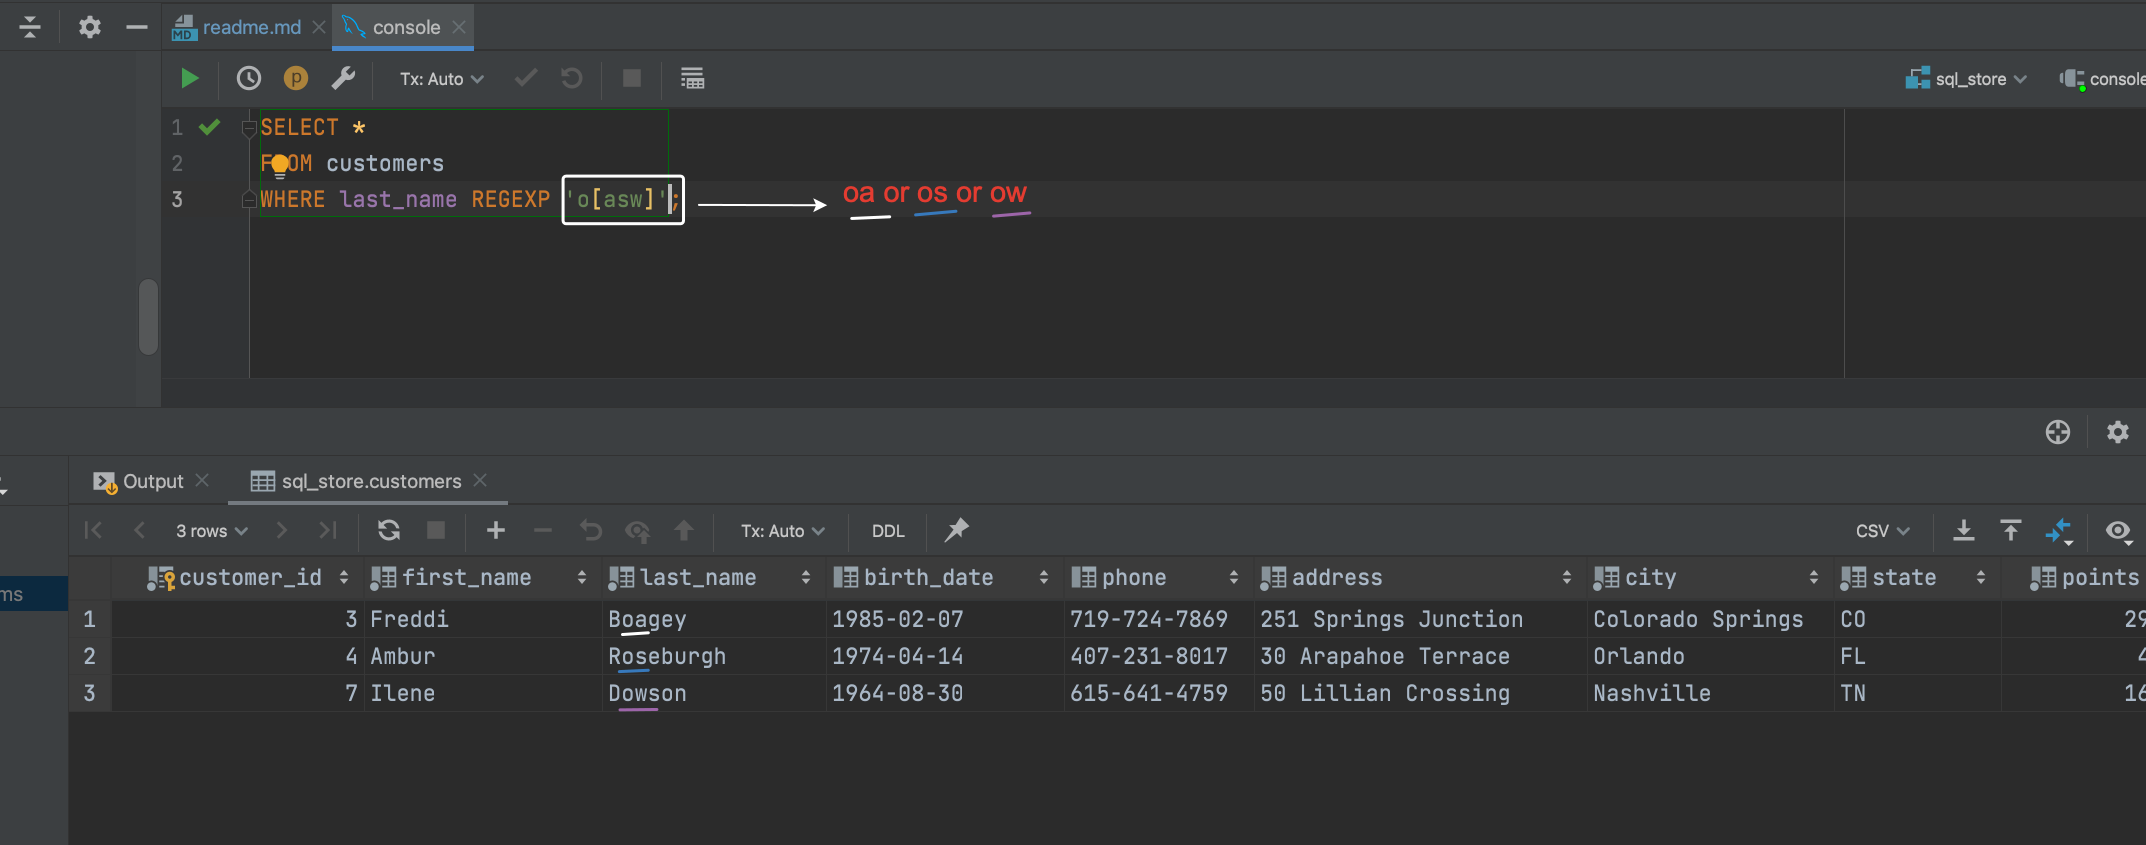 readme.md console
Tx: Auto sql_store console
1 SELECT *
2 FROM customers
3 WHERE last_name REGEXP 'o[asw]'; oa or os or ow
Output sql_store.customers
3 rows Tx: Auto DDL CSV
customer_id first_name last_name birth_date phone address city state points
1 3 Freddi Boagey 1985-02-07 719-724-7869 251 Springs Junction Colorado Springs CO 29
ms
2 4 Ambur Roseburgh 1974-04-14 407-231-8017 30 Arapahoe Terrace Orlando FL 4
3 7 Ilene Dowson 1964-08-30 615-641-4759 50 Lillian Crossing Nashville TN 16